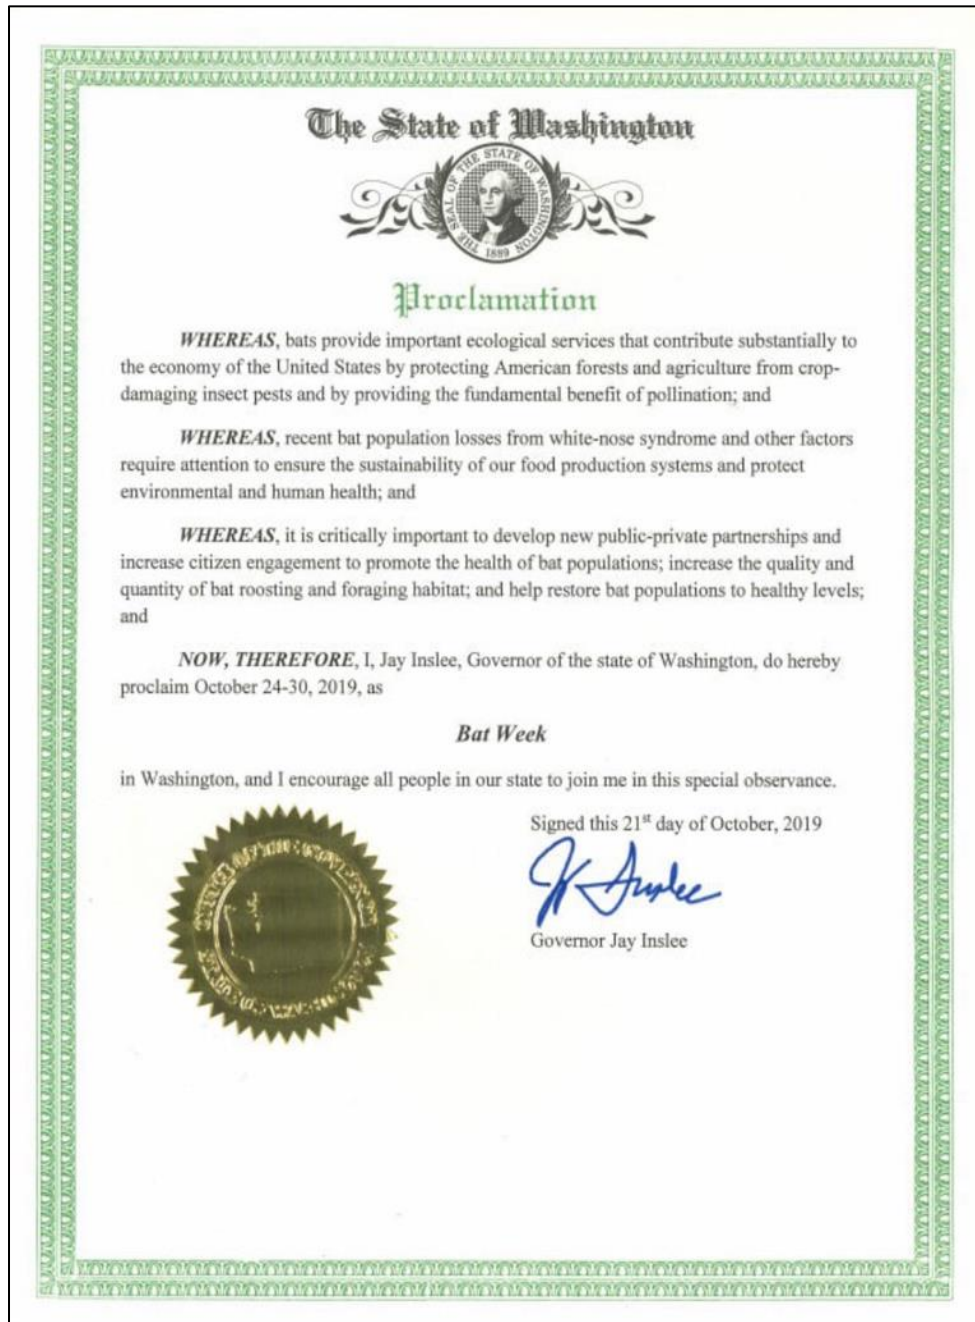 The State of Washington
THE SEAL OF THE STATE OF WASHINGTON
1889
Proclamation
WHEREAS, bats provide important ecological services that contribute substantially to
the economy of the United States by protecting American forests and agriculture from crop-
damaging insect pests and by providing the fundamental benefit of pollination; and
WHEREAS, recent bat population losses from white-nose syndrome and other factors
require attention to ensure the sustainability of our food production systems and protect
environmental and human health; and
WHEREAS, it is critically important to develop new public-private partnerships and
increase citizen engagement to promote the health of bat populations; increase the quality and
quantity of bat roosting and foraging habitat; and help restore bat populations to healthy levels;
and
NOW, THEREFORE, I, Jay Inslee, Governor of the state of Washington, do hereby
proclaim October 24-30, 2019, as
Bat Week
in Washington, and I encourage all people in our state to join me in this special observance.
Signed this 21st day of October, 2019
Jay Inslee
Governor Jay Inslee
OF THE